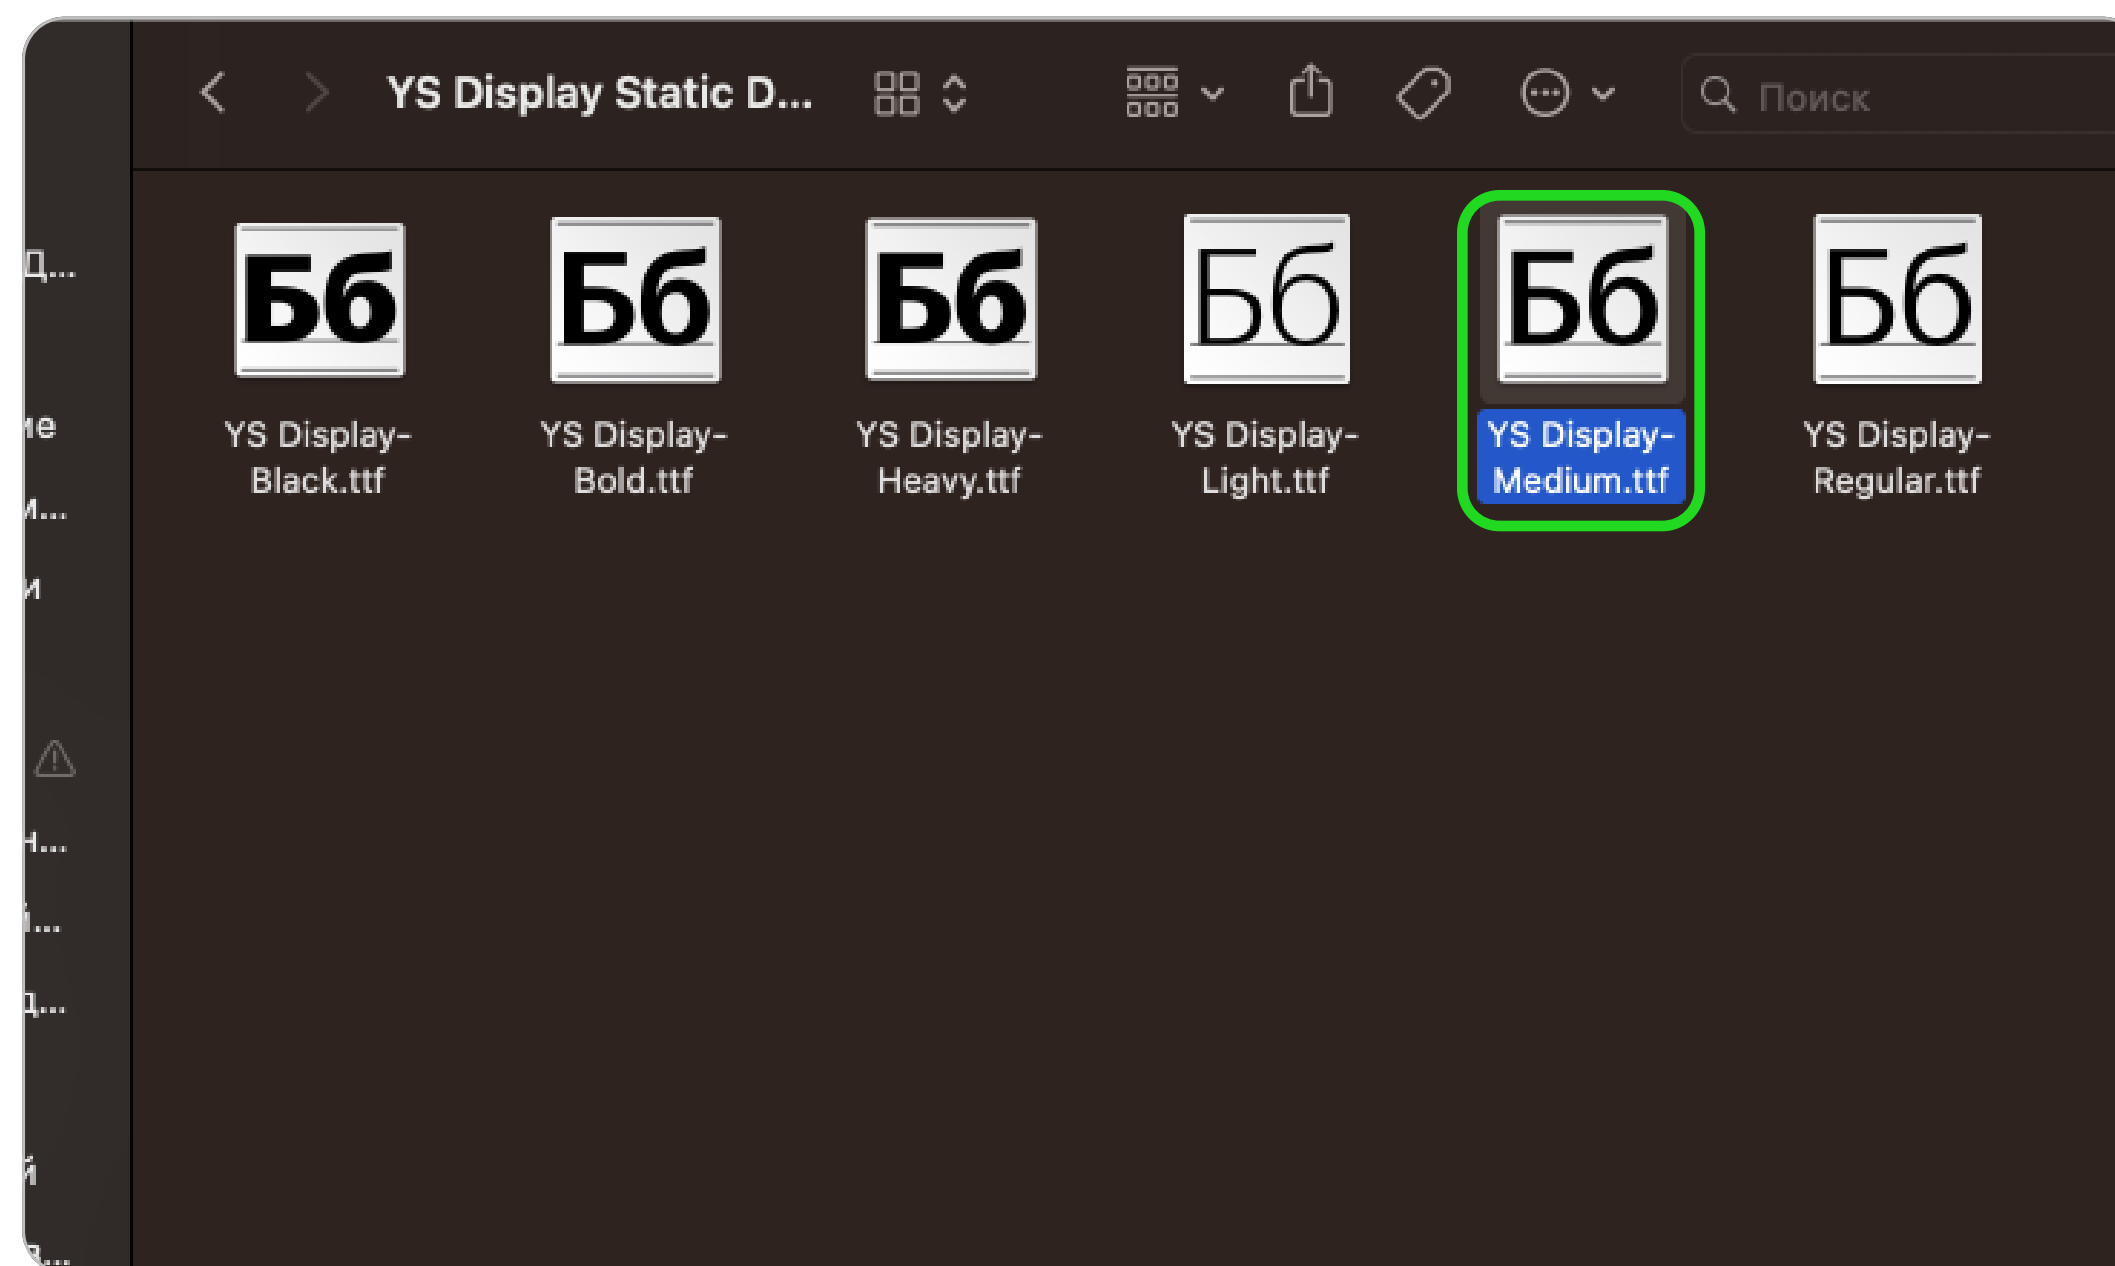 YS Display Static D...
Поиск
Бб
Бб
Бб
Бб
Бб
Бб
YS Display-
Black.ttf
YS Display-
Bold.ttf
YS Display-
Heavy.ttf
YS Display-
Light.ttf
YS Display-
Medium.ttf
YS Display-
Regular.ttf